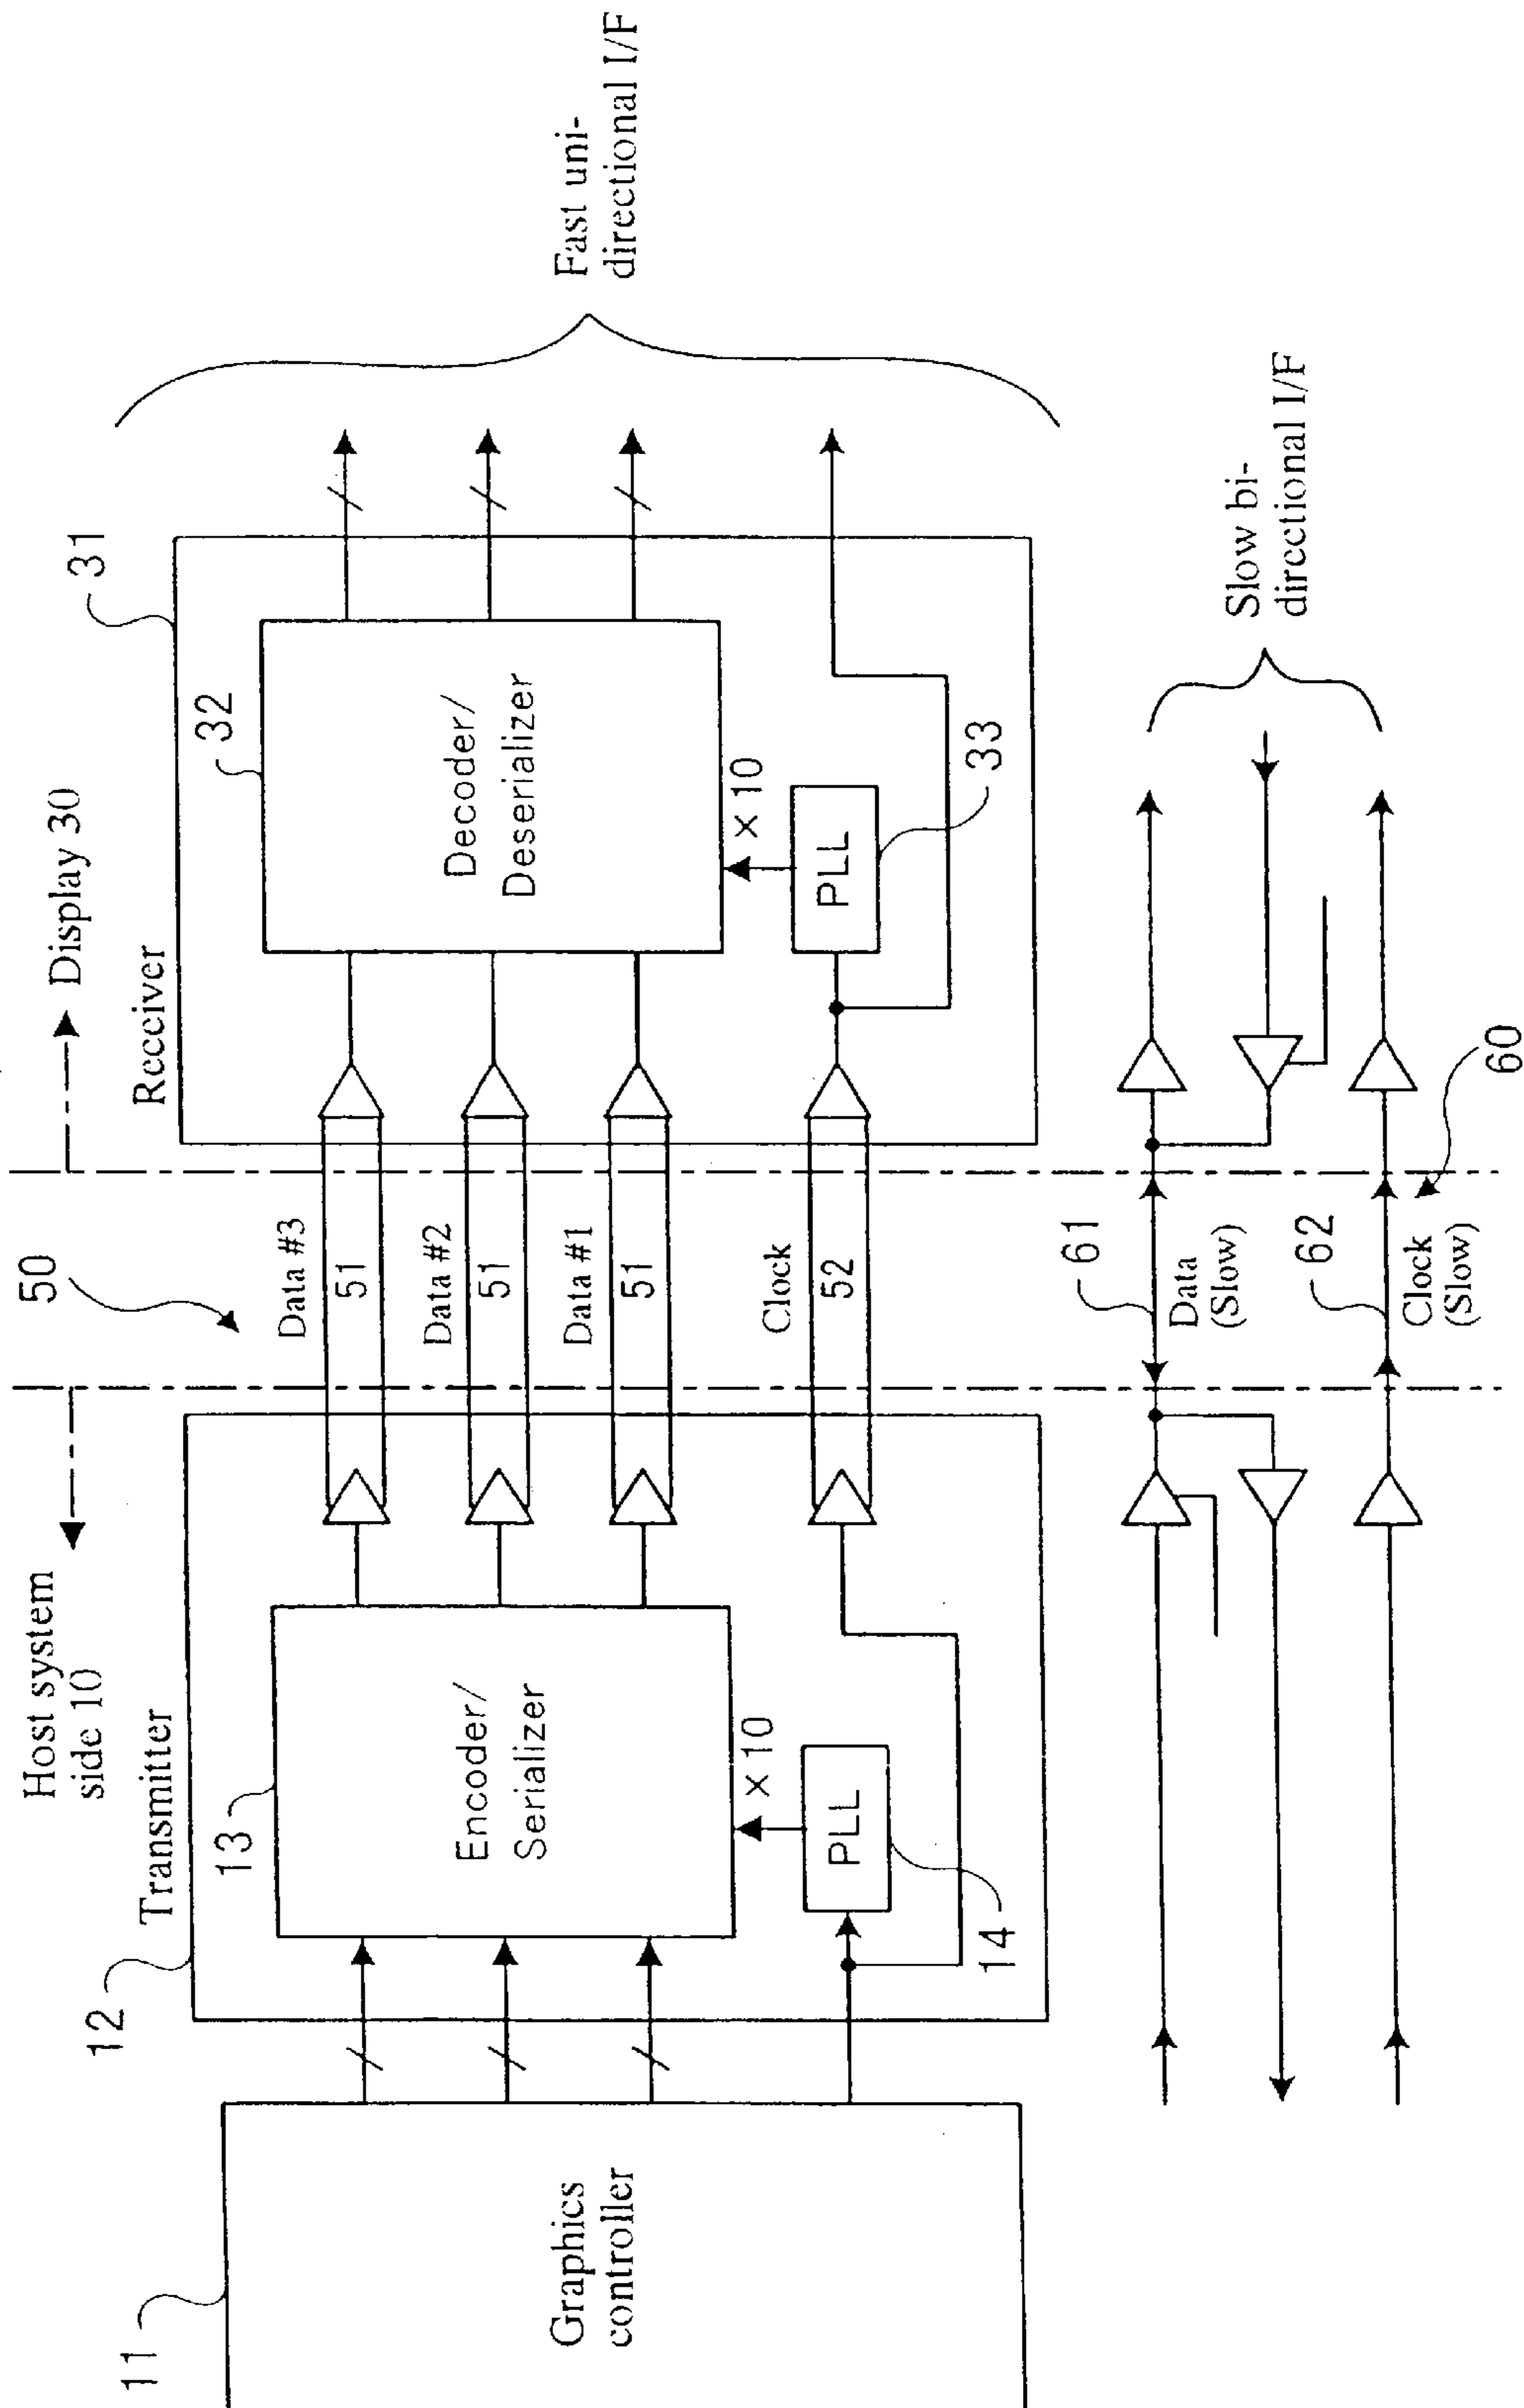 Host system
side 10
50
Display 30
12
Transmitter
Receiver
31
11
Graphics
controller
13
Encoder/
Serializer
×10
PLL
14
Data #3
51
Data #2
51
Data #1
51
Clock
52
32
Decoder/
Deserializer
×10
PLL
33
Fast uni-
directional I/F
61
Data
(Slow)
62
Clock
(Slow)
60
Slow bi-
directional I/F